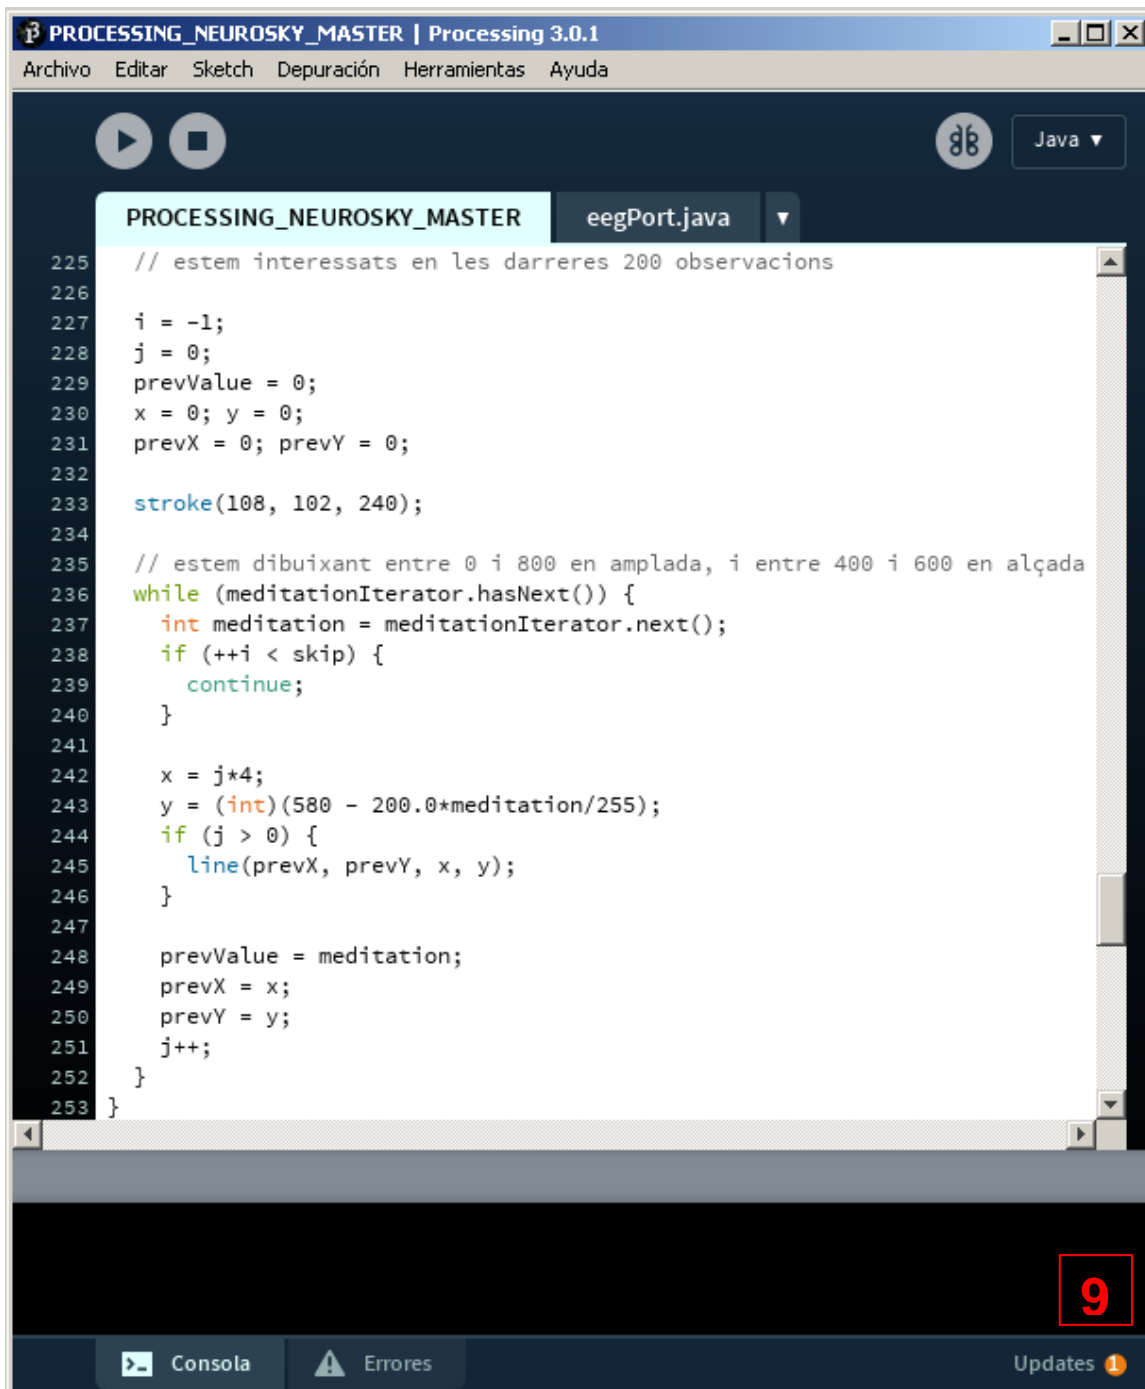 PROCESSING_NEUROSKY_MASTER | Processing 3.0.1
Archivo Editar Sketch Depuración Herramientas Ayuda
Java ▼
PROCESSING_NEUROSKY_MASTER eegPort.java ▼
225 // estem interessats en les darreres 200 observacions
226
227 i = -1;
228 j = 0;
229 prevValue = 0;
230 x = 0; y = 0;
231 prevX = 0; prevY = 0;
232
233 stroke(108, 102, 240);
234
235 // estem dibuixant entre 0 i 800 en amplada, i entre 400 i 600 en alçada
236 while (meditationIterator.hasNext()) {
237 int meditation = meditationIterator.next();
238 if (++i < skip) {
239 continue;
240 }
241
242 x = j*4;
243 y = (int)(580 - 200.0*meditation/255);
244 if (j > 0) {
245 line(prevX, prevY, x, y);
246 }
247
248 prevValue = meditation;
249 prevX = x;
250 prevY = y;
251 j++;
252 }
253 }
9
Consola Errores Updates 1